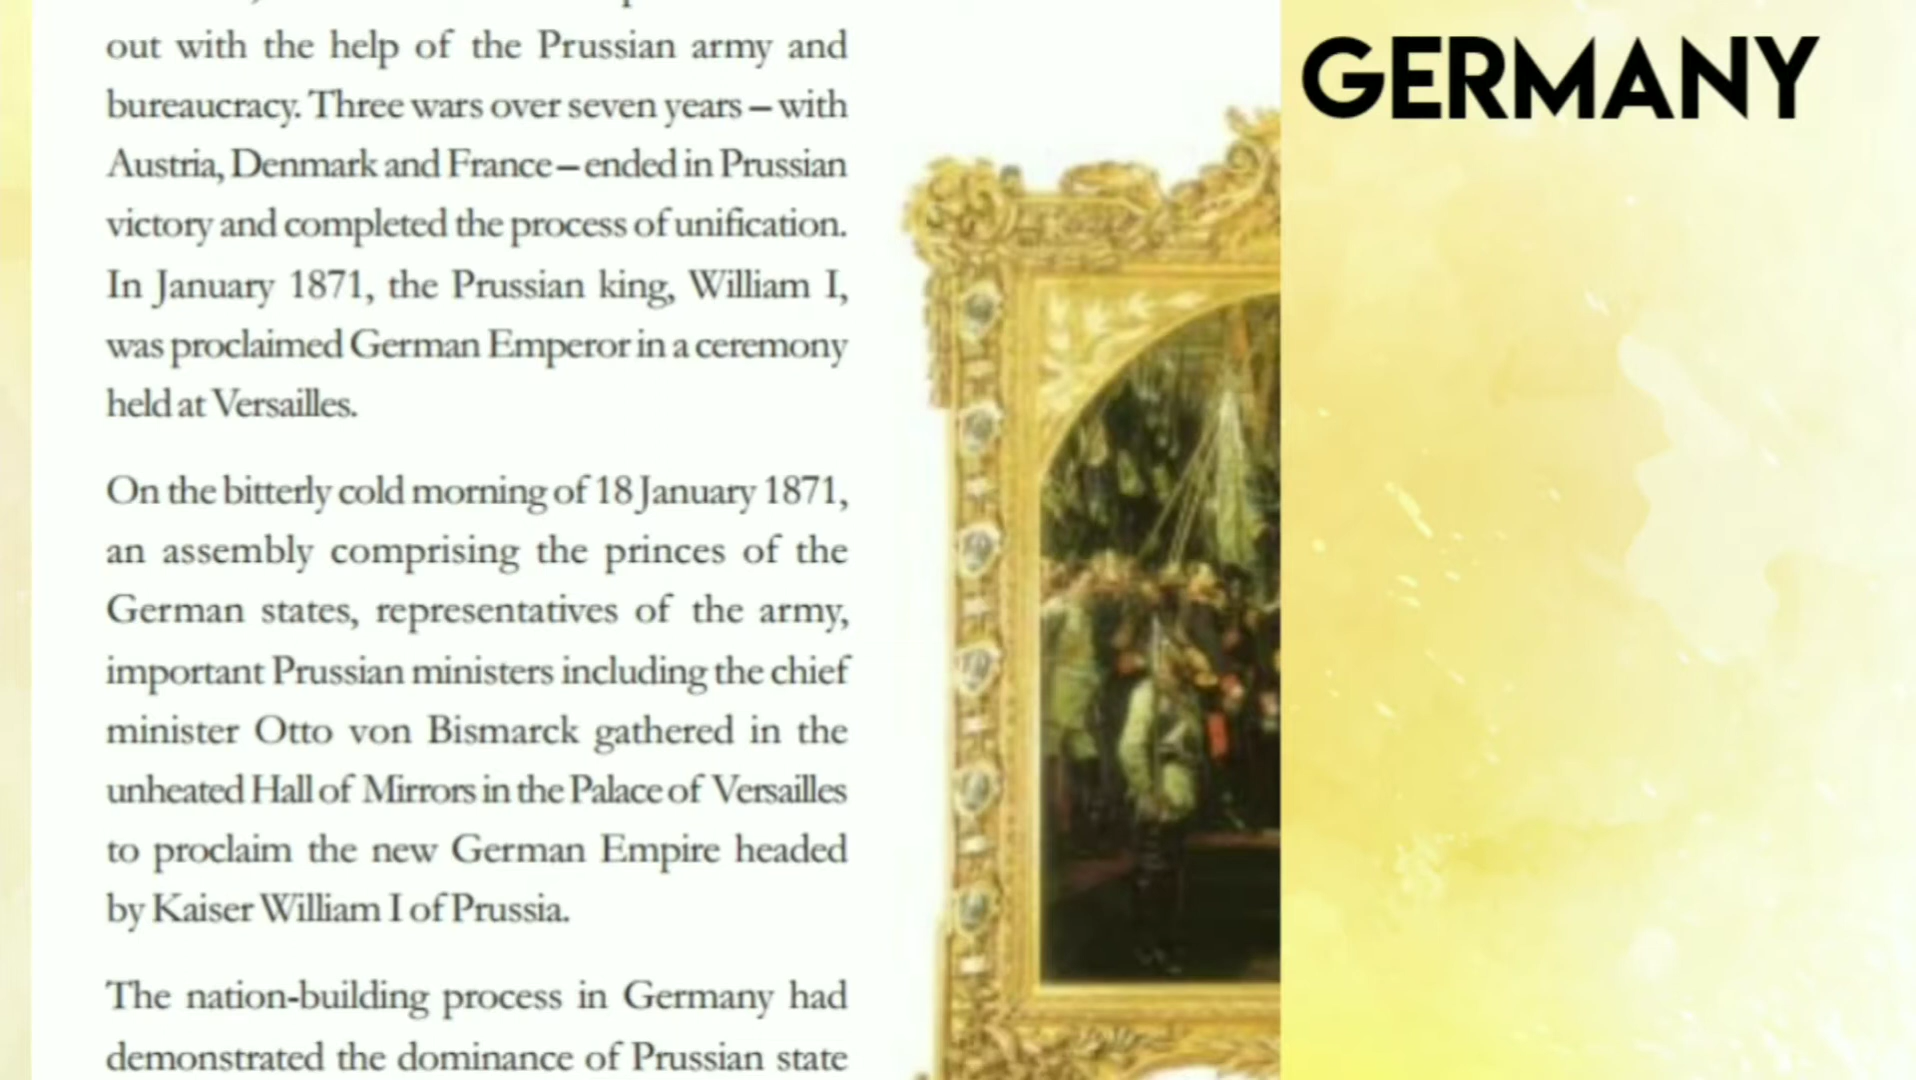 out with the help of the Prussian army and
bureaucracy. Three wars over seven years – with
Austria, Denmark and France – ended in Prussian
victory and completed the process of unification.
In January 1871, the Prussian king, William I,
was proclaimed German Emperor in a ceremony
held at Versailles.
On the bitterly cold morning of 18 January 1871,
an assembly comprising the princes of the
German states, representatives of the army,
important Prussian ministers including the chief
minister Otto von Bismarck gathered in the
unheated Hall of Mirrors in the Palace of Versailles
to proclaim the new German Empire headed
by Kaiser William I of Prussia.
The nation-building process in Germany had
demonstrated the dominance of Prussian state
GERMANY